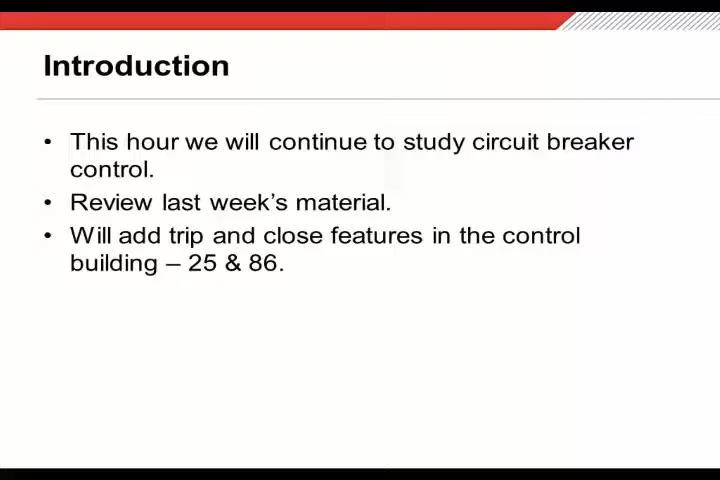 Introduction
• This hour we will continue to study circuit breaker
control.
• Review last week’s material.
• Will add trip and close features in the control
building – 25 & 86.